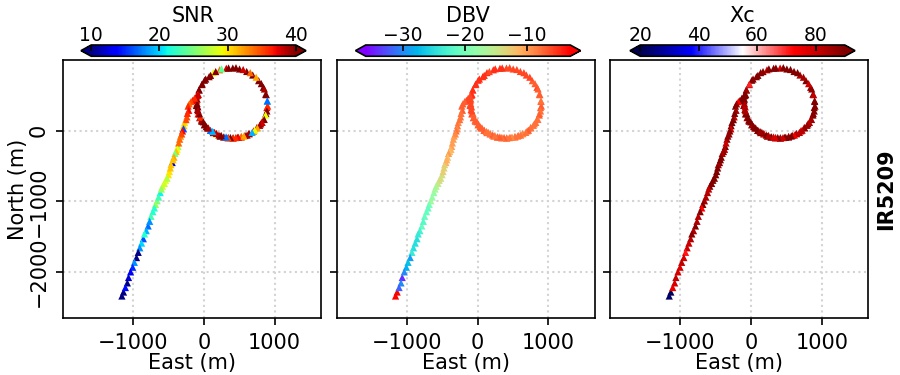 SNR DBV Xc
10 20 30 40 −30 −20 −10 20 40 60 80
North (m)
0
−1000
−2000
IR5209
−1000 0 1000 −1000 0 1000 −1000 0 1000
East (m) East (m) East (m)